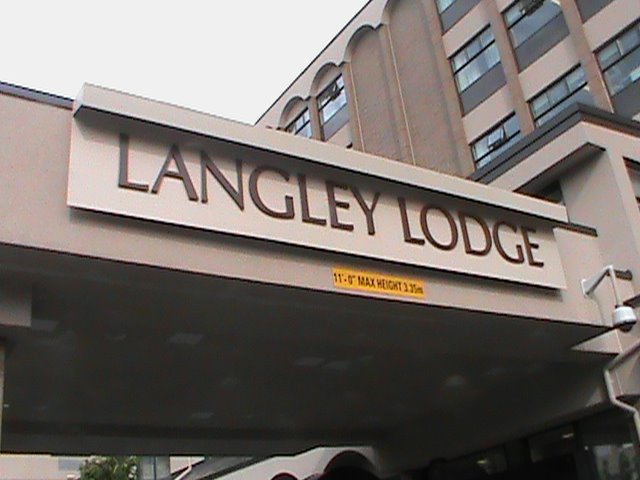 LANGLEY LODGE
11'-0" MAX HEIGHT 3.35m